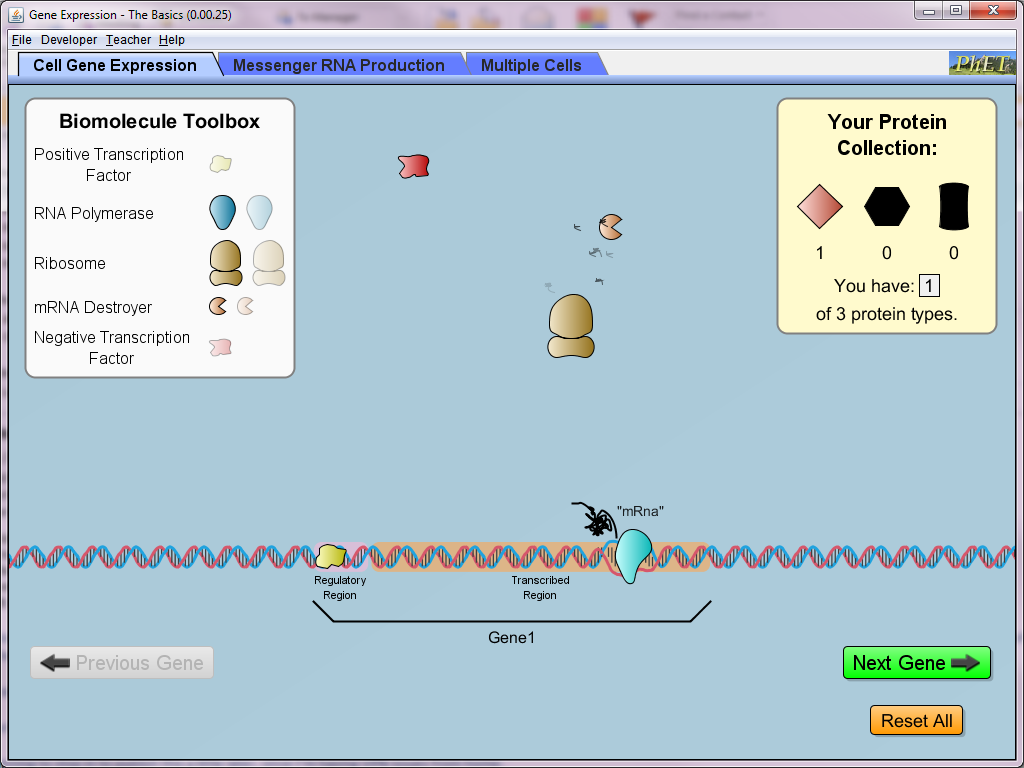 Gene Expression - The Basics (0.00.25)
File Developer Teacher Help
Cell Gene Expression
Messenger RNA Production
Multiple Cells
PhET
Biomolecule Toolbox
Positive Transcription
Factor
RNA Polymerase
Ribosome
mRNA Destroyer
Negative Transcription
Factor
Your Protein
Collection:
1 0 0
You have: 1
of 3 protein types.
"mRna"
Regulatory
Region
Transcribed
Region
Gene1
Previous Gene
Next Gene
Reset All